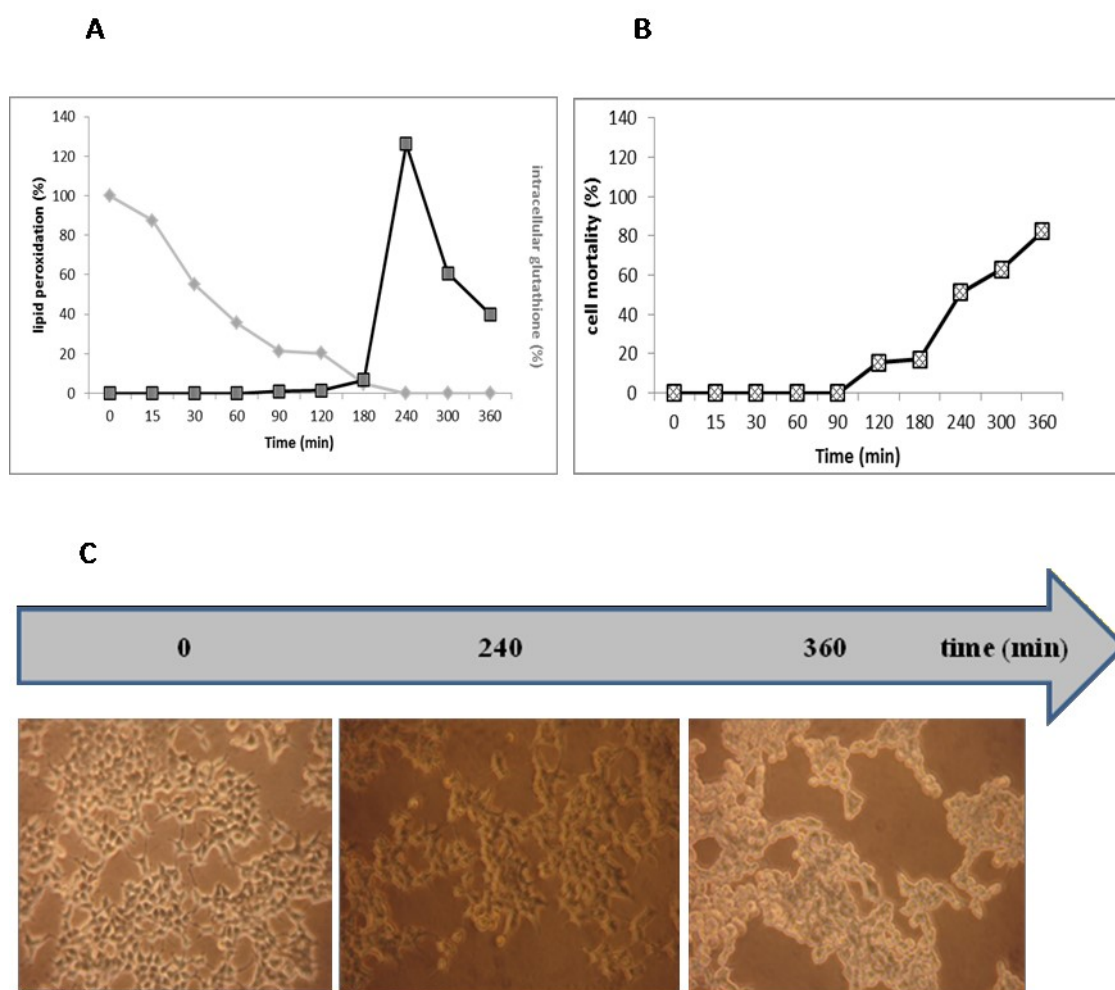 A
B
140
120
100
80
60
40
20
0
lipid peroxidation (%)
intracellular glutathione (%)
0 15 30 60 90 120 180 240 300 360
Time (min)
140
120
100
80
60
40
20
0
cell mortality (%)
0 15 30 60 90 120 180 240 300 360
Time (min)
C
0 240 360 time (min)